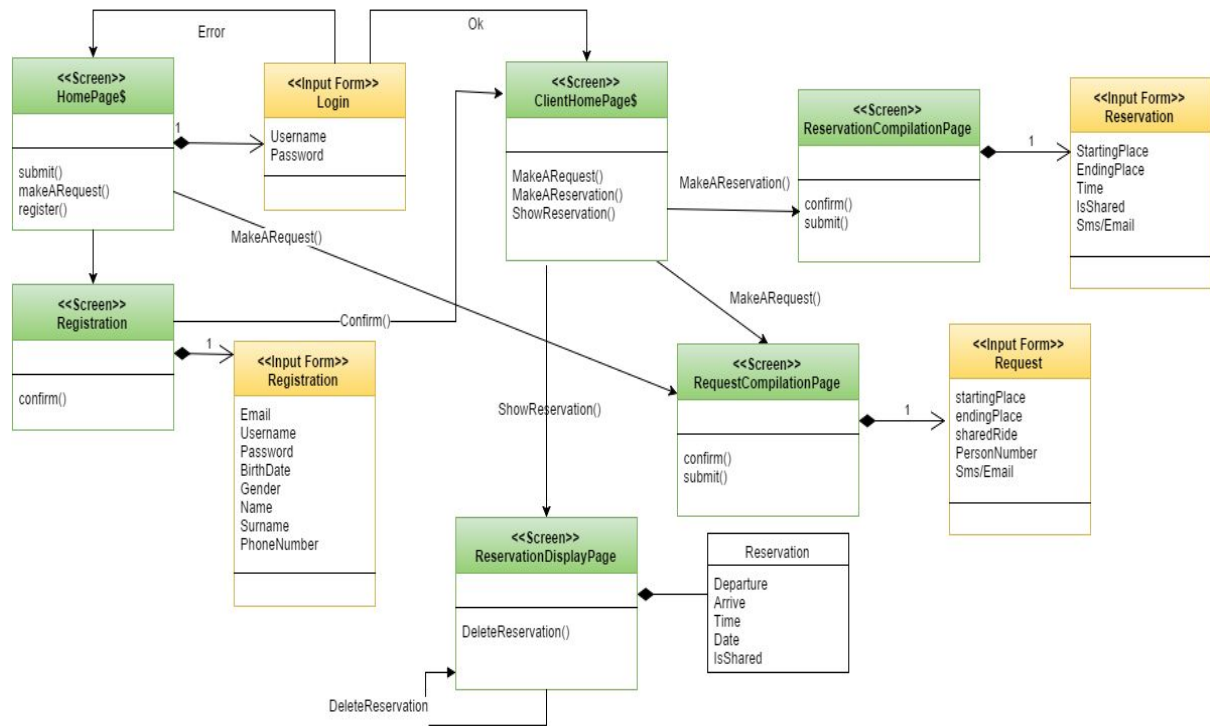 Error
Ok
<<Screen>>
HomePage$
submit()
makeARequest()
register()
1
<<Input Form>>
Login
Username
Password
<<Screen>>
ClientHomePage$
MakeARequest()
MakeAReservation()
ShowReservation()
MakeAReservation()
<<Screen>>
ReservationCompilationPage
confirm()
submit()
1
<<Input Form>>
Reservation
StartingPlace
EndingPlace
Time
IsShared
Sms/Email
MakeARequest()
MakeARequest()
<<Screen>>
Registration
confirm()
Confirm()
1
<<Input Form>>
Registration
Email
Username
Password
BirthDate
Gender
Name
Surname
PhoneNumber
ShowReservation()
<<Screen>>
RequestCompilationPage
confirm()
submit()
1
<<Input Form>>
Request
startingPlace
endingPlace
sharedRide
PersonNumber
Sms/Email
<<Screen>>
ReservationDisplayPage
DeleteReservation()
Reservation
Departure
Arrive
Time
Date
IsShared
DeleteReservation